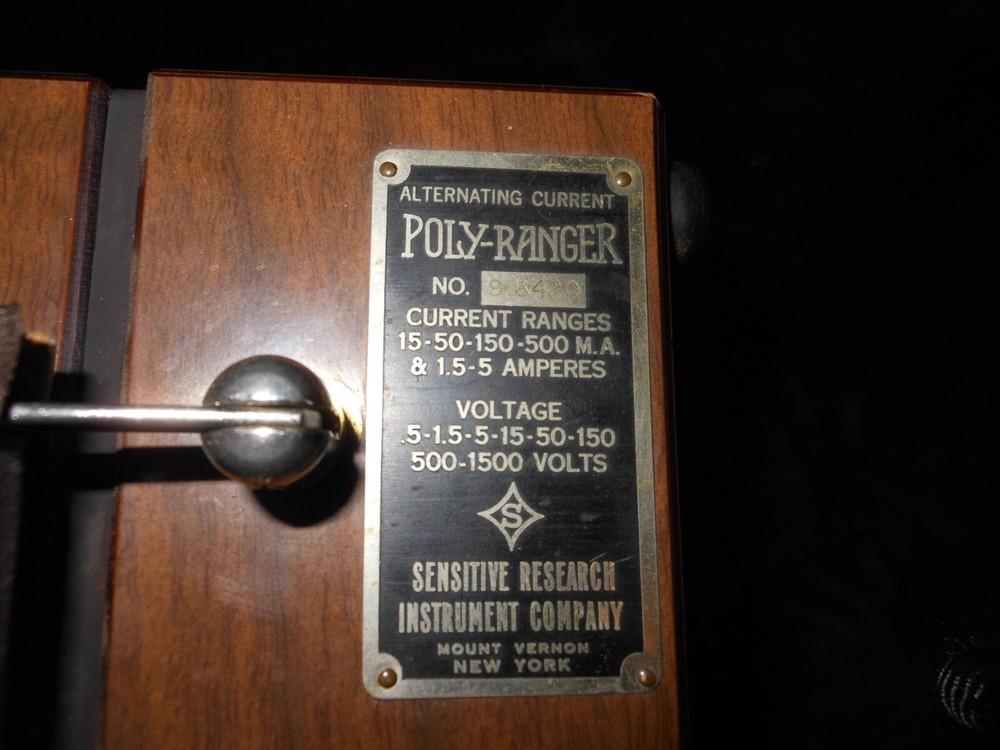 ALTERNATING CURRENT
POLY-RANGER
NO.
CURRENT RANGES
15-50-150-500 M.A.
& 1.5-5 AMPERES
VOLTAGE
.5-1.5-5-15-50-150
500-1500 VOLTS
S
SENSITIVE RESEARCH
INSTRUMENT COMPANY
MOUNT VERNON
NEW YORK